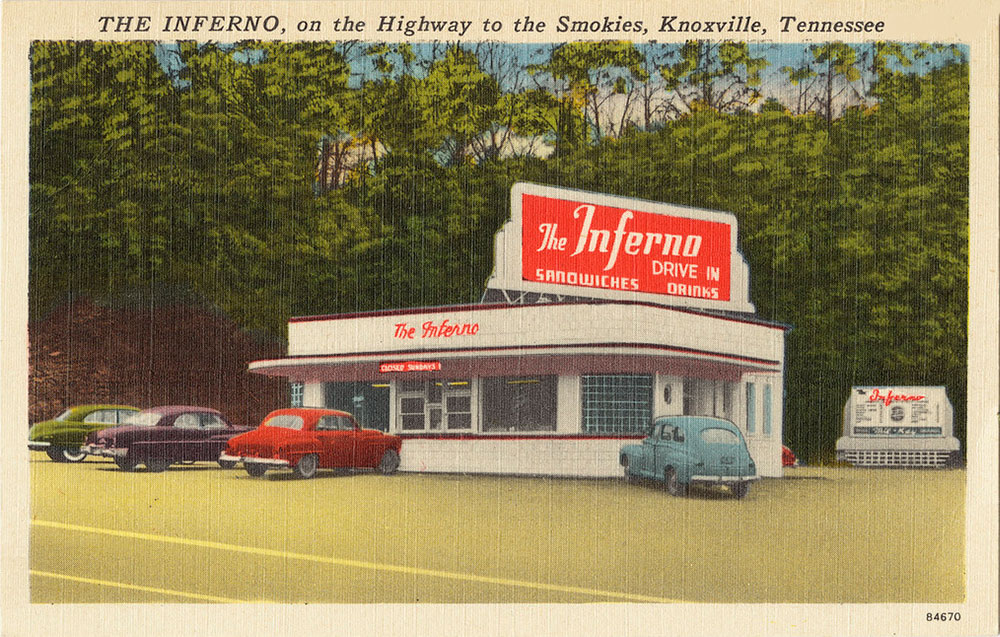 THE INFERNO, on the Highway to the Smokies, Knoxville, Tennessee
The Inferno
DRIVE IN
SANDWICHES DRINKS
The Inferno
CLOSED SUNDAYS
Inferno
84670